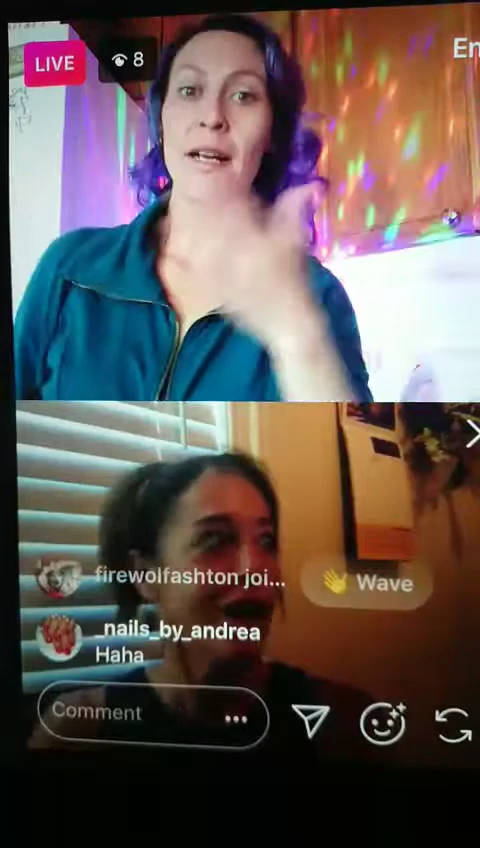 LIVE
8
En
firewolfashton joi...
Wave
_nails_by_andrea
Haha
Comment